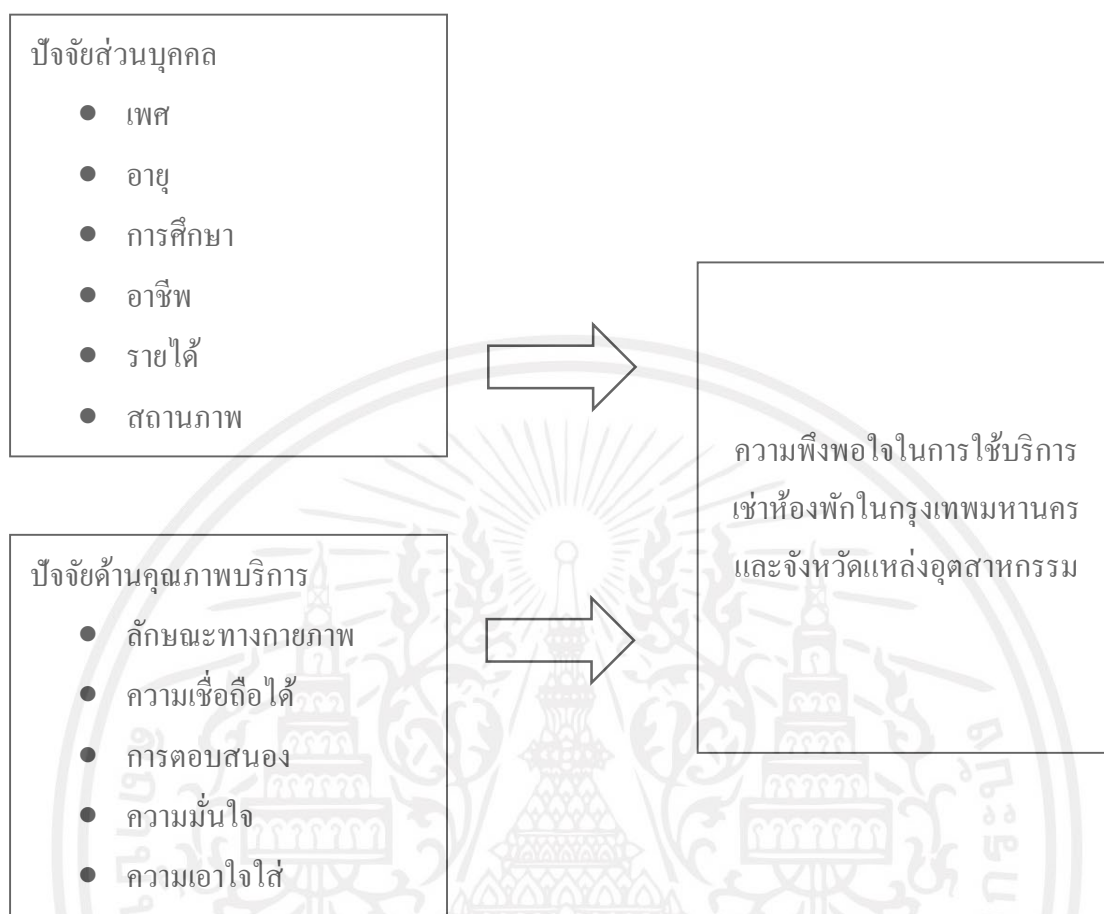 ปัจจัยส่วนบุคคล
● เพศ
● อายุ
● การศึกษา
● อาชีพ
● รายได้
● สถานภาพ
ปัจจัยด้านคุณภาพบริการ
● ลักษณะทางกายภาพ
● ความเชื่อถือได้
● การตอบสนอง
● ความมั่นใจ
● ความเอาใจใส่
ความพึงพอใจในการใช้บริการ
เช่าห้องพักในกรุงเทพมหานคร
และจังหวัดแหล่งอุตสาหกรรม